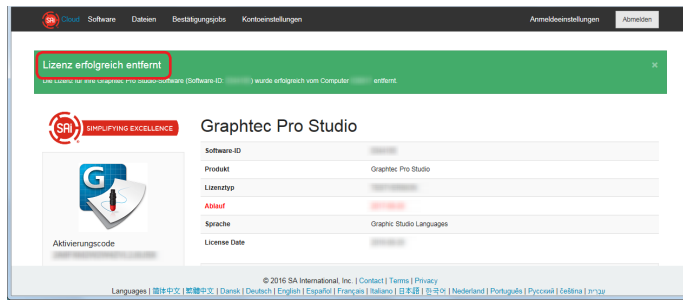 SAi Cloud Software Dateien Bestätigungsjobs Kontoeinstellungen Anmeldeeinstellungen Abmelden
Lizenz erfolgreich entfernt ×
Die Lizenz für Ihre Graphtec Pro Studio-Software (Software-ID: ) wurde erfolgreich vom Computer entfernt.
SAi SIMPLIFYING EXCELLENCE
Graphtec Pro Studio
Software-ID
Produkt Graphtec Pro Studio
Lizenztyp
Ablauf
Sprache Graphic Studio Languages
License Date
G
Aktivierungscode
© 2016 SA International, Inc. | Contact | Terms | Privacy
Languages | 简体中文 | 繁體中文 | Dansk | Deutsch | English | Español | Français | Italiano | 日本語 | 한국어 | Nederland | Português | Русский | čeština | עברית